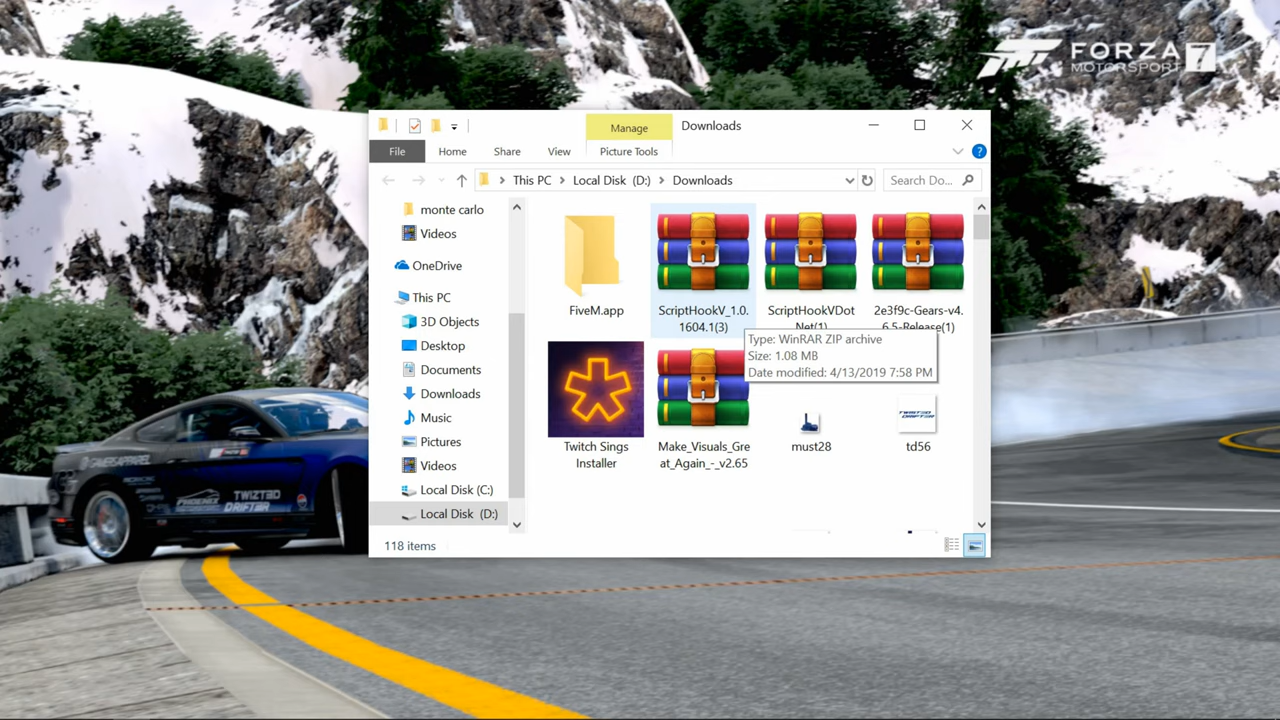 FORZA
MOTORSPORT 7
Manage
Downloads
File
Home
Share
View
Picture Tools
This PC
Local Disk (D:)
Downloads
Search Do...
monte carlo
Videos
OneDrive
This PC
3D Objects
Desktop
Documents
Downloads
Music
Pictures
Videos
Local Disk (C:)
Local Disk (D:)
FiveM.app
ScriptHookV_1.0.
1604.1(3)
ScriptHookVDot
Net(1)
2e3f9c-Gears-v4.
6.5-Release(1)
Type: WinRAR ZIP archive
Size: 1.08 MB
Date modified: 4/13/2019 7:58 PM
Twitch Sings
Installer
Make_Visuals_Gre
at_Again_-_v2.65
must28
TWIZTED
DRIFTER
td56
118 items
GAMERSAPPAREL
PHOENIX
TWIZT3D
DRIFT3R